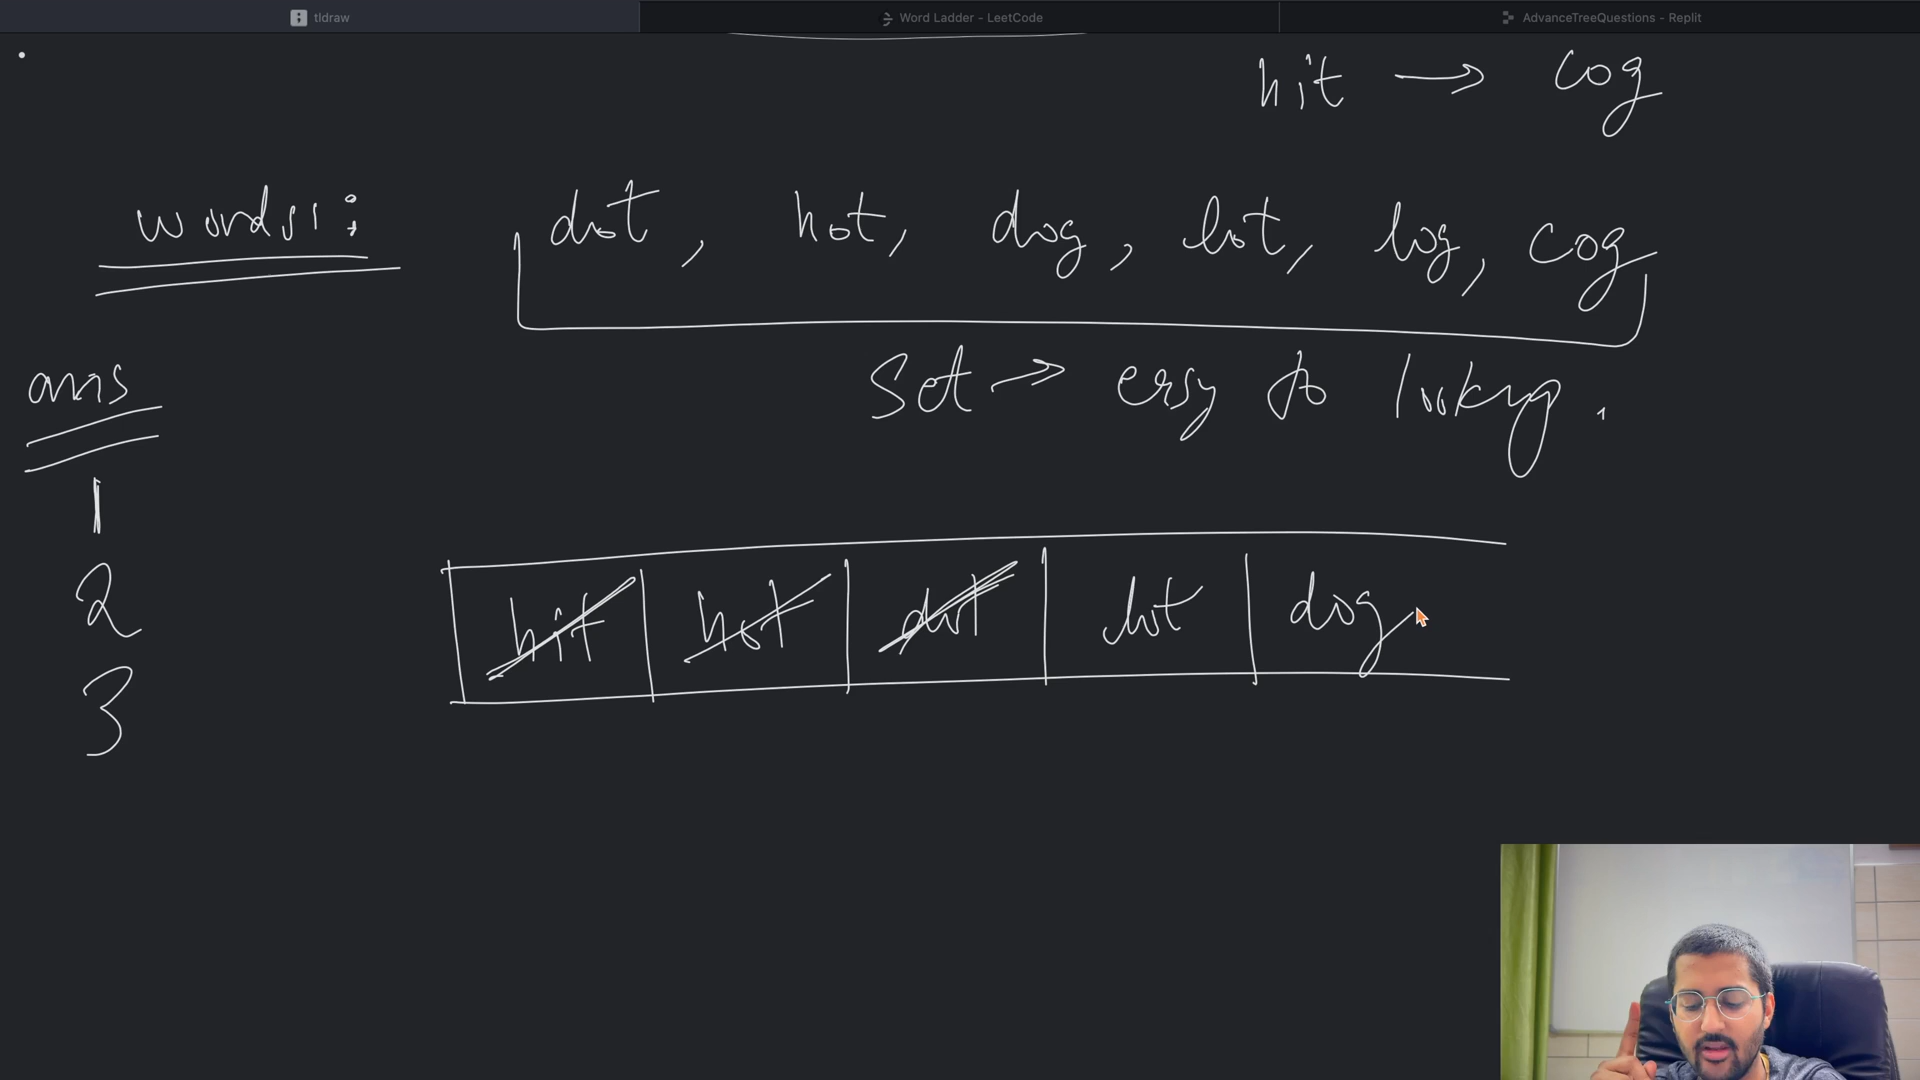 tldraw Word Ladder - LeetCode AdvanceTreeQuestions - Replit
hit → cog
words:
dot, hot, dog, lot, log, cog
ans
Set → easy to lookup.
1
2
3
hit hot dot lot dog